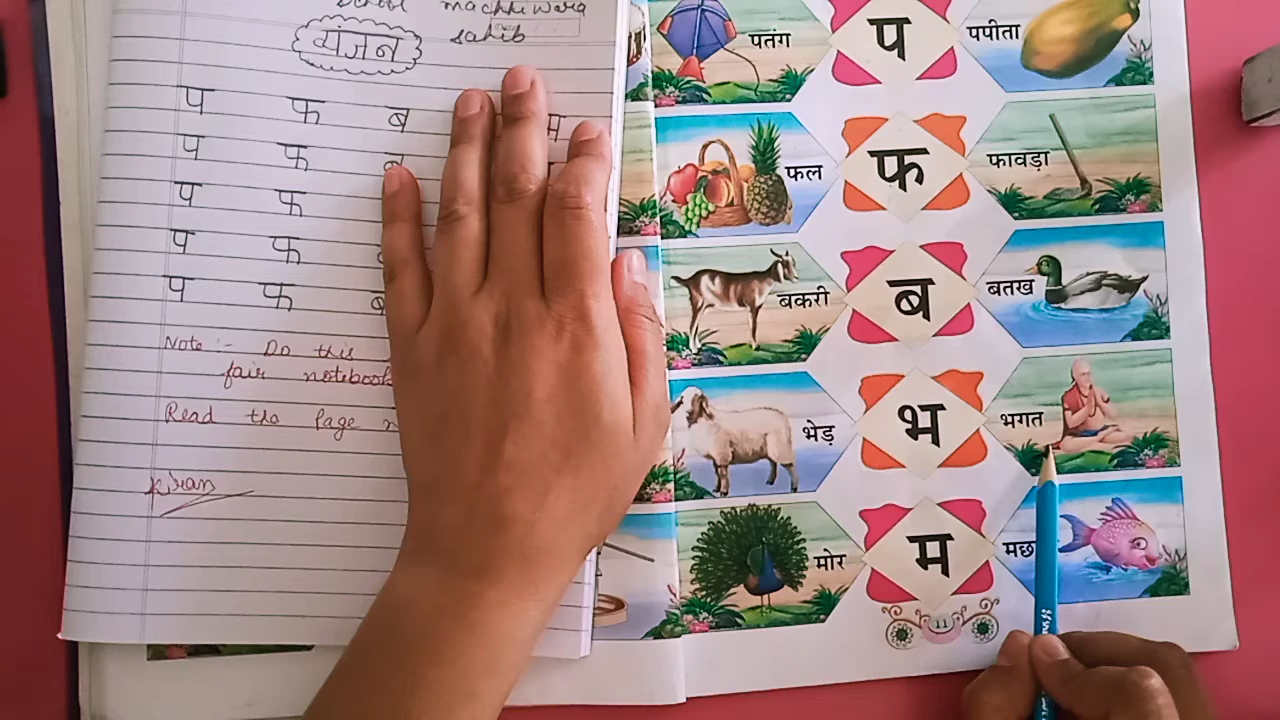 machhiwara
sahib
व्यंजन
प फ ब म
प फ ब
प फ
प फ
प फ ब
Note :- Do this
fair notebook
Read the Page
Kiran
पतंग प पपीता
फल फ फावड़ा
बकरी ब बतख
भेड़ भ भगत
मोर म मछ
11